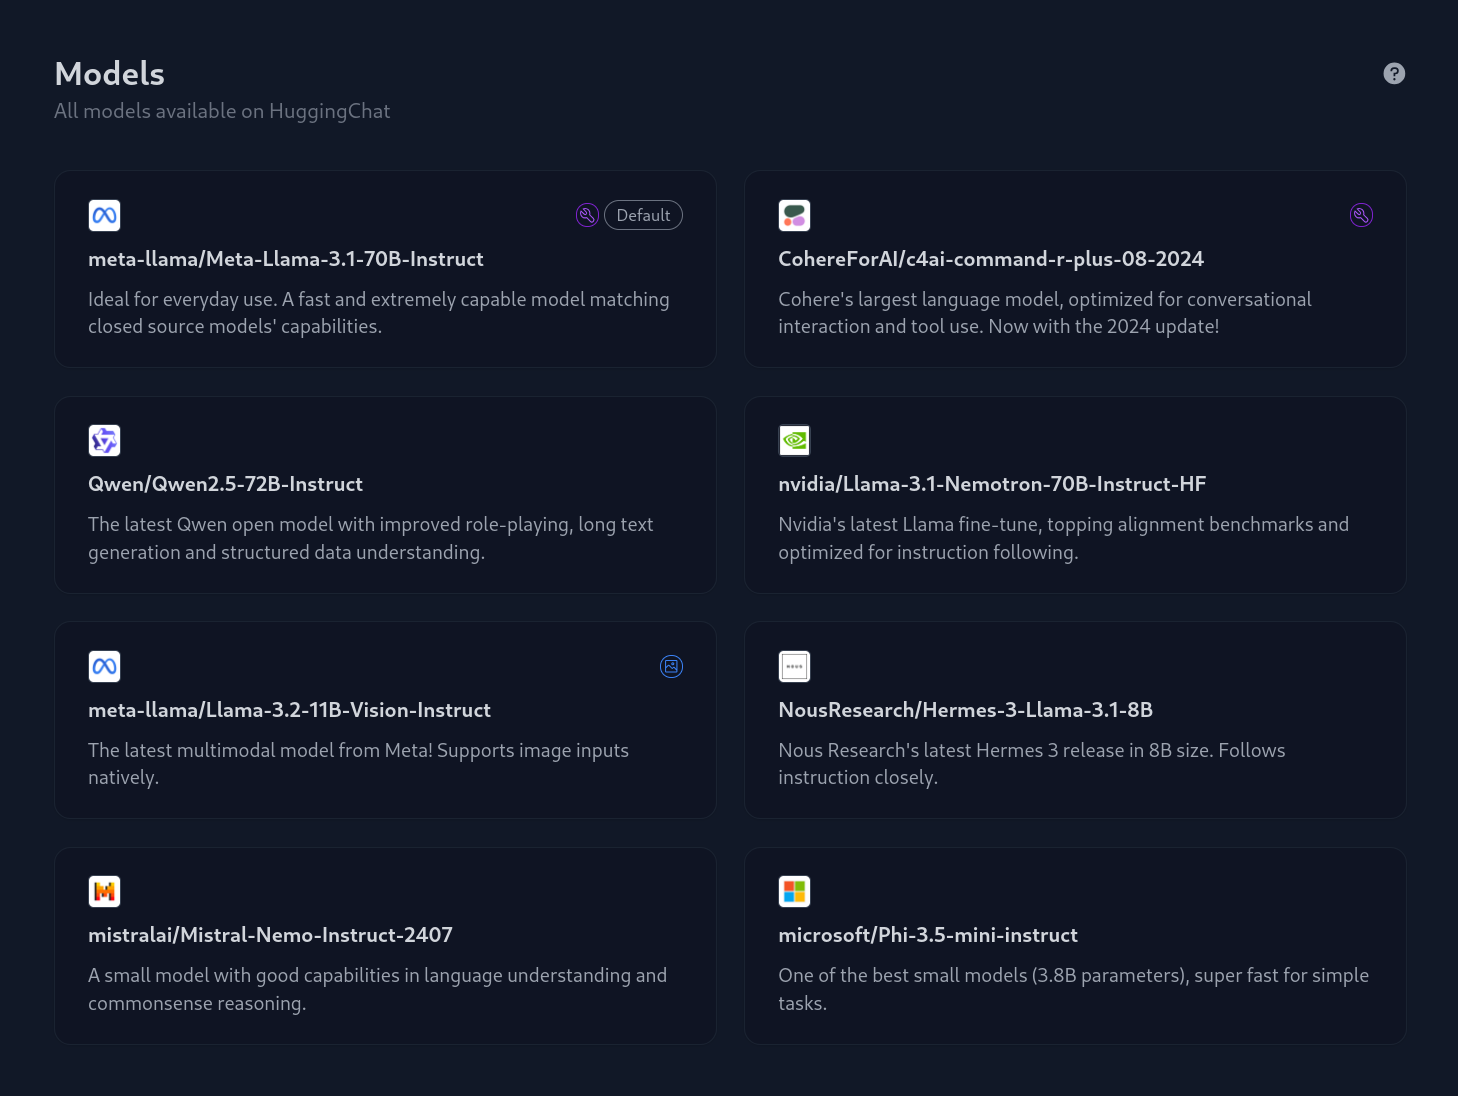 Models
All models available on HuggingChat
Default
meta-llama/Meta-Llama-3.1-70B-Instruct
Ideal for everyday use. A fast and extremely capable model matching
closed source models' capabilities.
CohereForAI/c4ai-command-r-plus-08-2024
Cohere's largest language model, optimized for conversational
interaction and tool use. Now with the 2024 update!
Qwen/Qwen2.5-72B-Instruct
The latest Qwen open model with improved role-playing, long text
generation and structured data understanding.
nvidia/Llama-3.1-Nemotron-70B-Instruct-HF
Nvidia's latest Llama fine-tune, topping alignment benchmarks and
optimized for instruction following.
meta-llama/Llama-3.2-11B-Vision-Instruct
The latest multimodal model from Meta! Supports image inputs
natively.
NOUS
NousResearch/Hermes-3-Llama-3.1-8B
Nous Research's latest Hermes 3 release in 8B size. Follows
instruction closely.
mistralai/Mistral-Nemo-Instruct-2407
A small model with good capabilities in language understanding and
commonsense reasoning.
microsoft/Phi-3.5-mini-instruct
One of the best small models (3.8B parameters), super fast for simple
tasks.